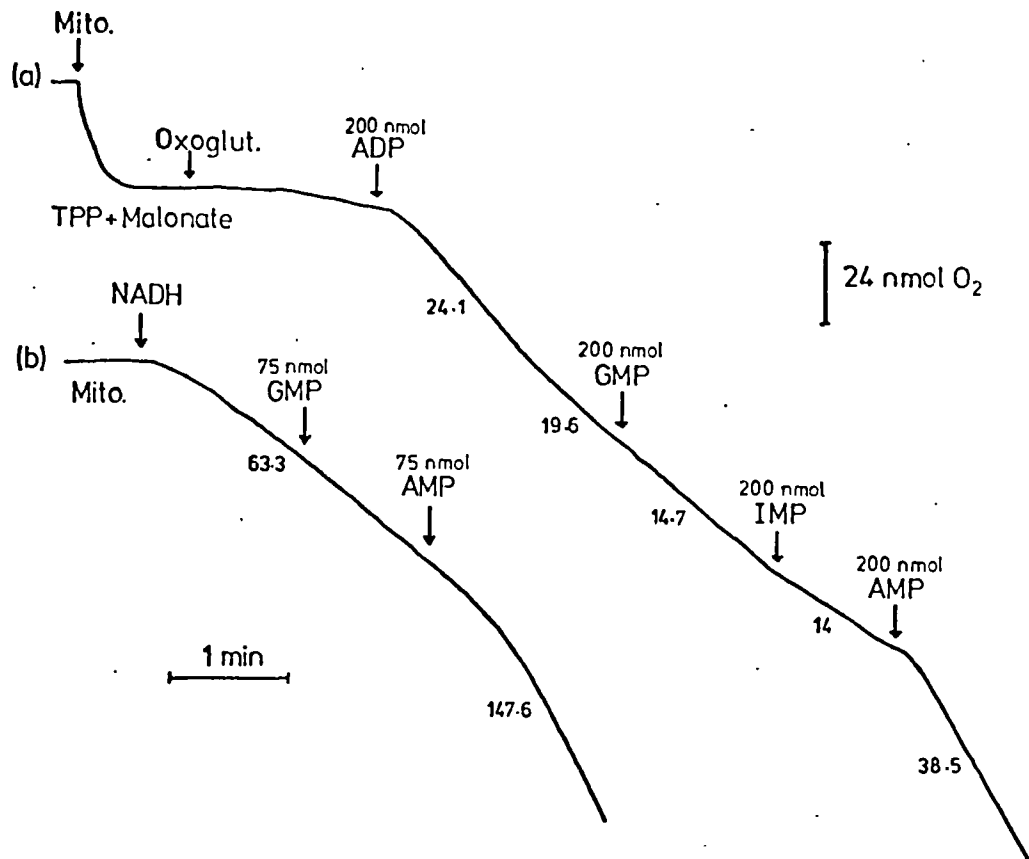 Mito.
(a)
Oxoglut.
200 nmol
ADP
TPP+Malonate
24 nmol O₂
NADH
24·1
(b)
Mito.
75 nmol
GMP
200 nmol
GMP
63·3
19·6
75 nmol
AMP
200 nmol
IMP
14·7
200 nmol
AMP
1 min
14
147·6
38·5